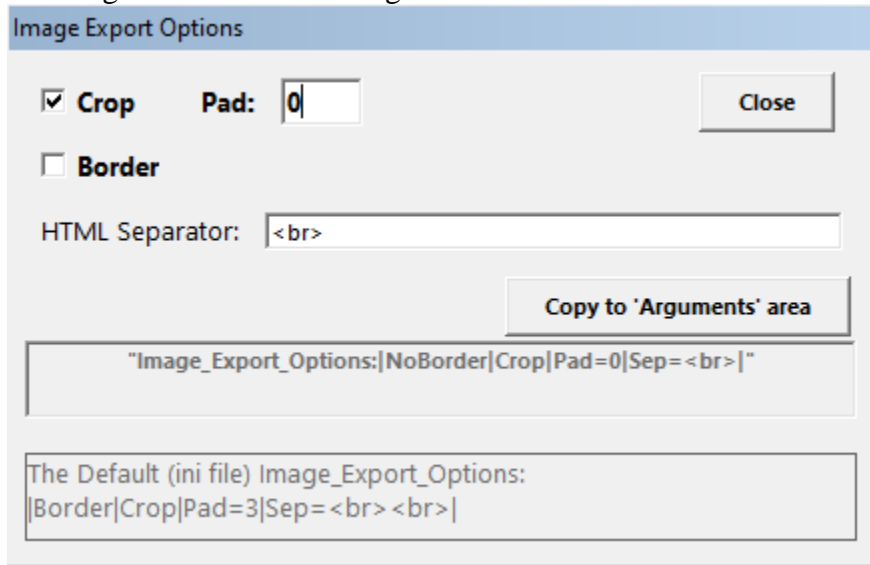 Image Export Options
Crop Pad: 0 Close
Border
HTML Separator: <br>
Copy to 'Arguments' area
"Image_Export_Options:|NoBorder|Crop|Pad=0|Sep=<br>|"
The Default (ini file) Image_Export_Options:
|Border|Crop|Pad=3|Sep=<br><br>|